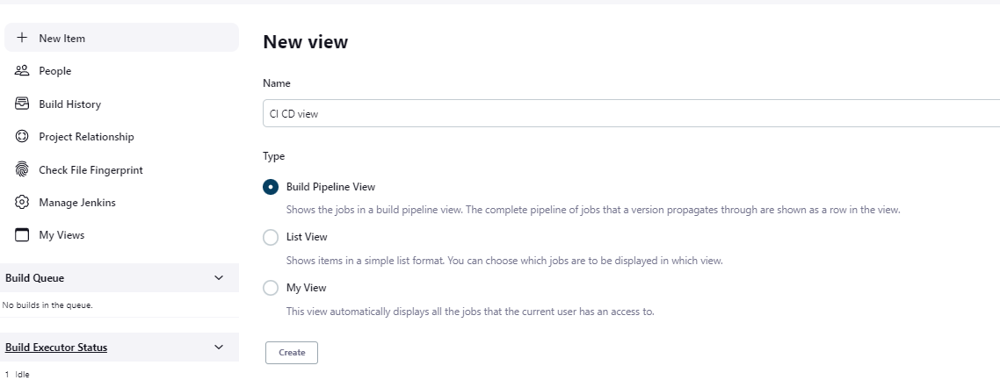 New Item
People
Build History
Project Relationship
Check File Fingerprint
Manage Jenkins
My Views
Build Queue
No builds in the queue.
Build Executor Status
1 Idle
New view
Name
CI CD view
Type
Build Pipeline View
Shows the jobs in a build pipeline view. The complete pipeline of jobs that a version propagates through are shown as a row in the view.
List View
Shows items in a simple list format. You can choose which jobs are to be displayed in which view.
My View
This view automatically displays all the jobs that the current user has an access to.
Create